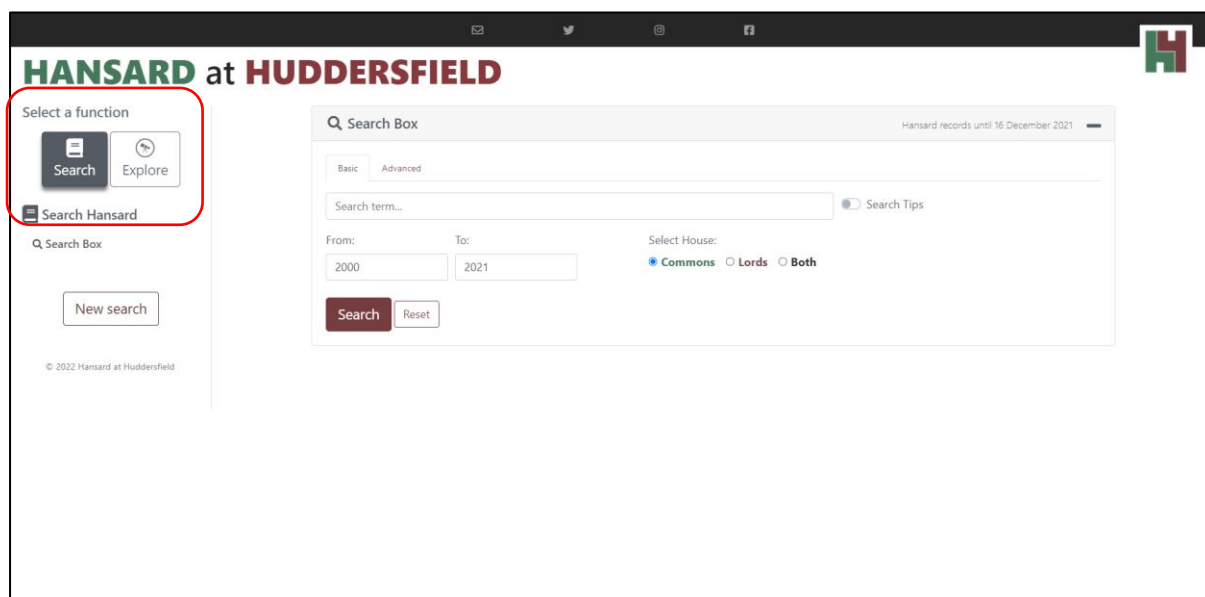 HANSARD at HUDDERSFIELD
Select a function
Search Explore
Search Hansard
Search Box
New search
© 2022 Hansard at Huddersfield
Search Box Hansard records until 16 December 2021
Basic Advanced
Search term... Search Tips
From: To: Select House:
2000 2021 Commons Lords Both
Search Reset